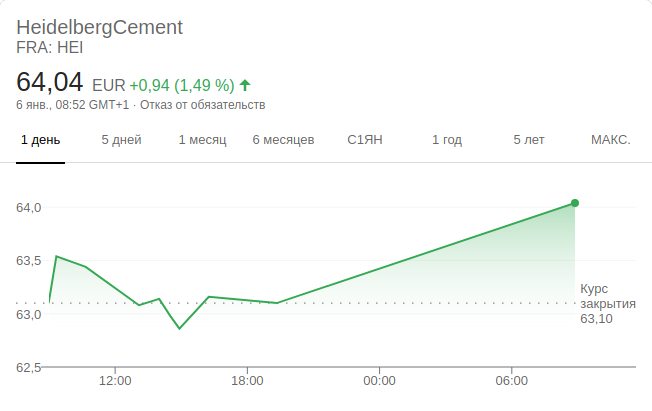 HeidelbergCement
FRA: HEI
64,04 EUR +0,94 (1,49 %)
6 янв., 08:52 GMT+1 · Отказ от обязательств
1 день 5 дней 1 месяц 6 месяцев С1ЯН 1 год 5 лет МАКС.
64,0
63,5
63,0
62,5
Курс
закрытия
63,10
12:00 18:00 00:00 06:00